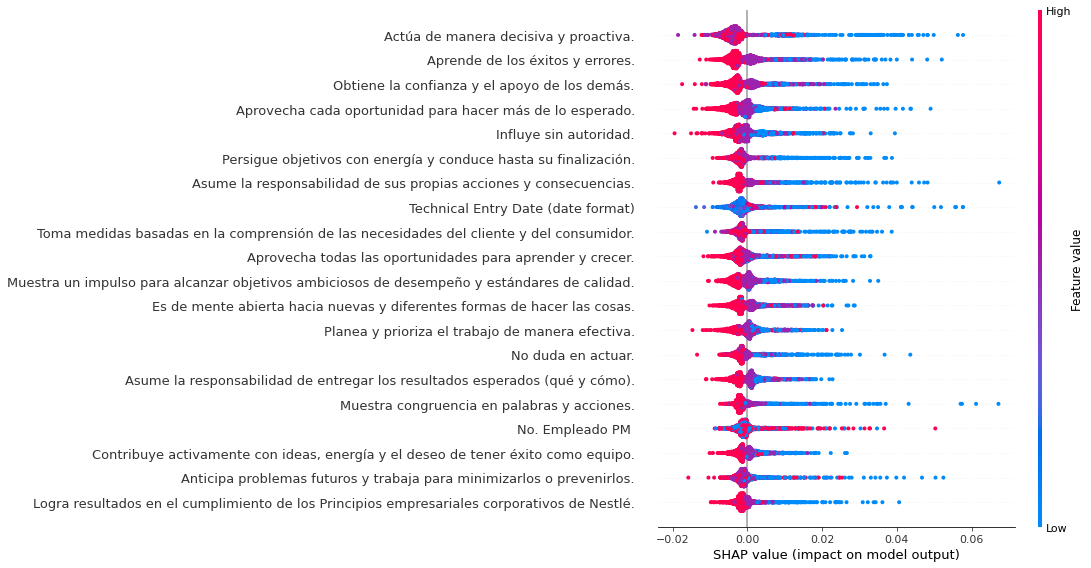 High
Actúa de manera decisiva y proactiva.
Aprende de los éxitos y errores.
Obtiene la confianza y el apoyo de los demás.
Aprovecha cada oportunidad para hacer más de lo esperado.
Influye sin autoridad.
Persigue objetivos con energía y conduce hasta su finalización.
Asume la responsabilidad de sus propias acciones y consecuencias.
Technical Entry Date (date format)
Toma medidas basadas en la comprensión de las necesidades del cliente y del consumidor.
Aprovecha todas las oportunidades para aprender y crecer.
Muestra un impulso para alcanzar objetivos ambiciosos de desempeño y estándares de calidad.
Es de mente abierta hacia nuevas y diferentes formas de hacer las cosas.
Planea y prioriza el trabajo de manera efectiva.
No duda en actuar.
Asume la responsabilidad de entregar los resultados esperados (qué y cómo).
Muestra congruencia en palabras y acciones.
No. Empleado PM
Contribuye activamente con ideas, energía y el deseo de tener éxito como equipo.
Anticipa problemas futuros y trabaja para minimizarlos o prevenirlos.
Logra resultados en el cumplimiento de los Principios empresariales corporativos de Nestlé.
Feature value
Low
−0.02 0.00 0.02 0.04 0.06
SHAP value (impact on model output)